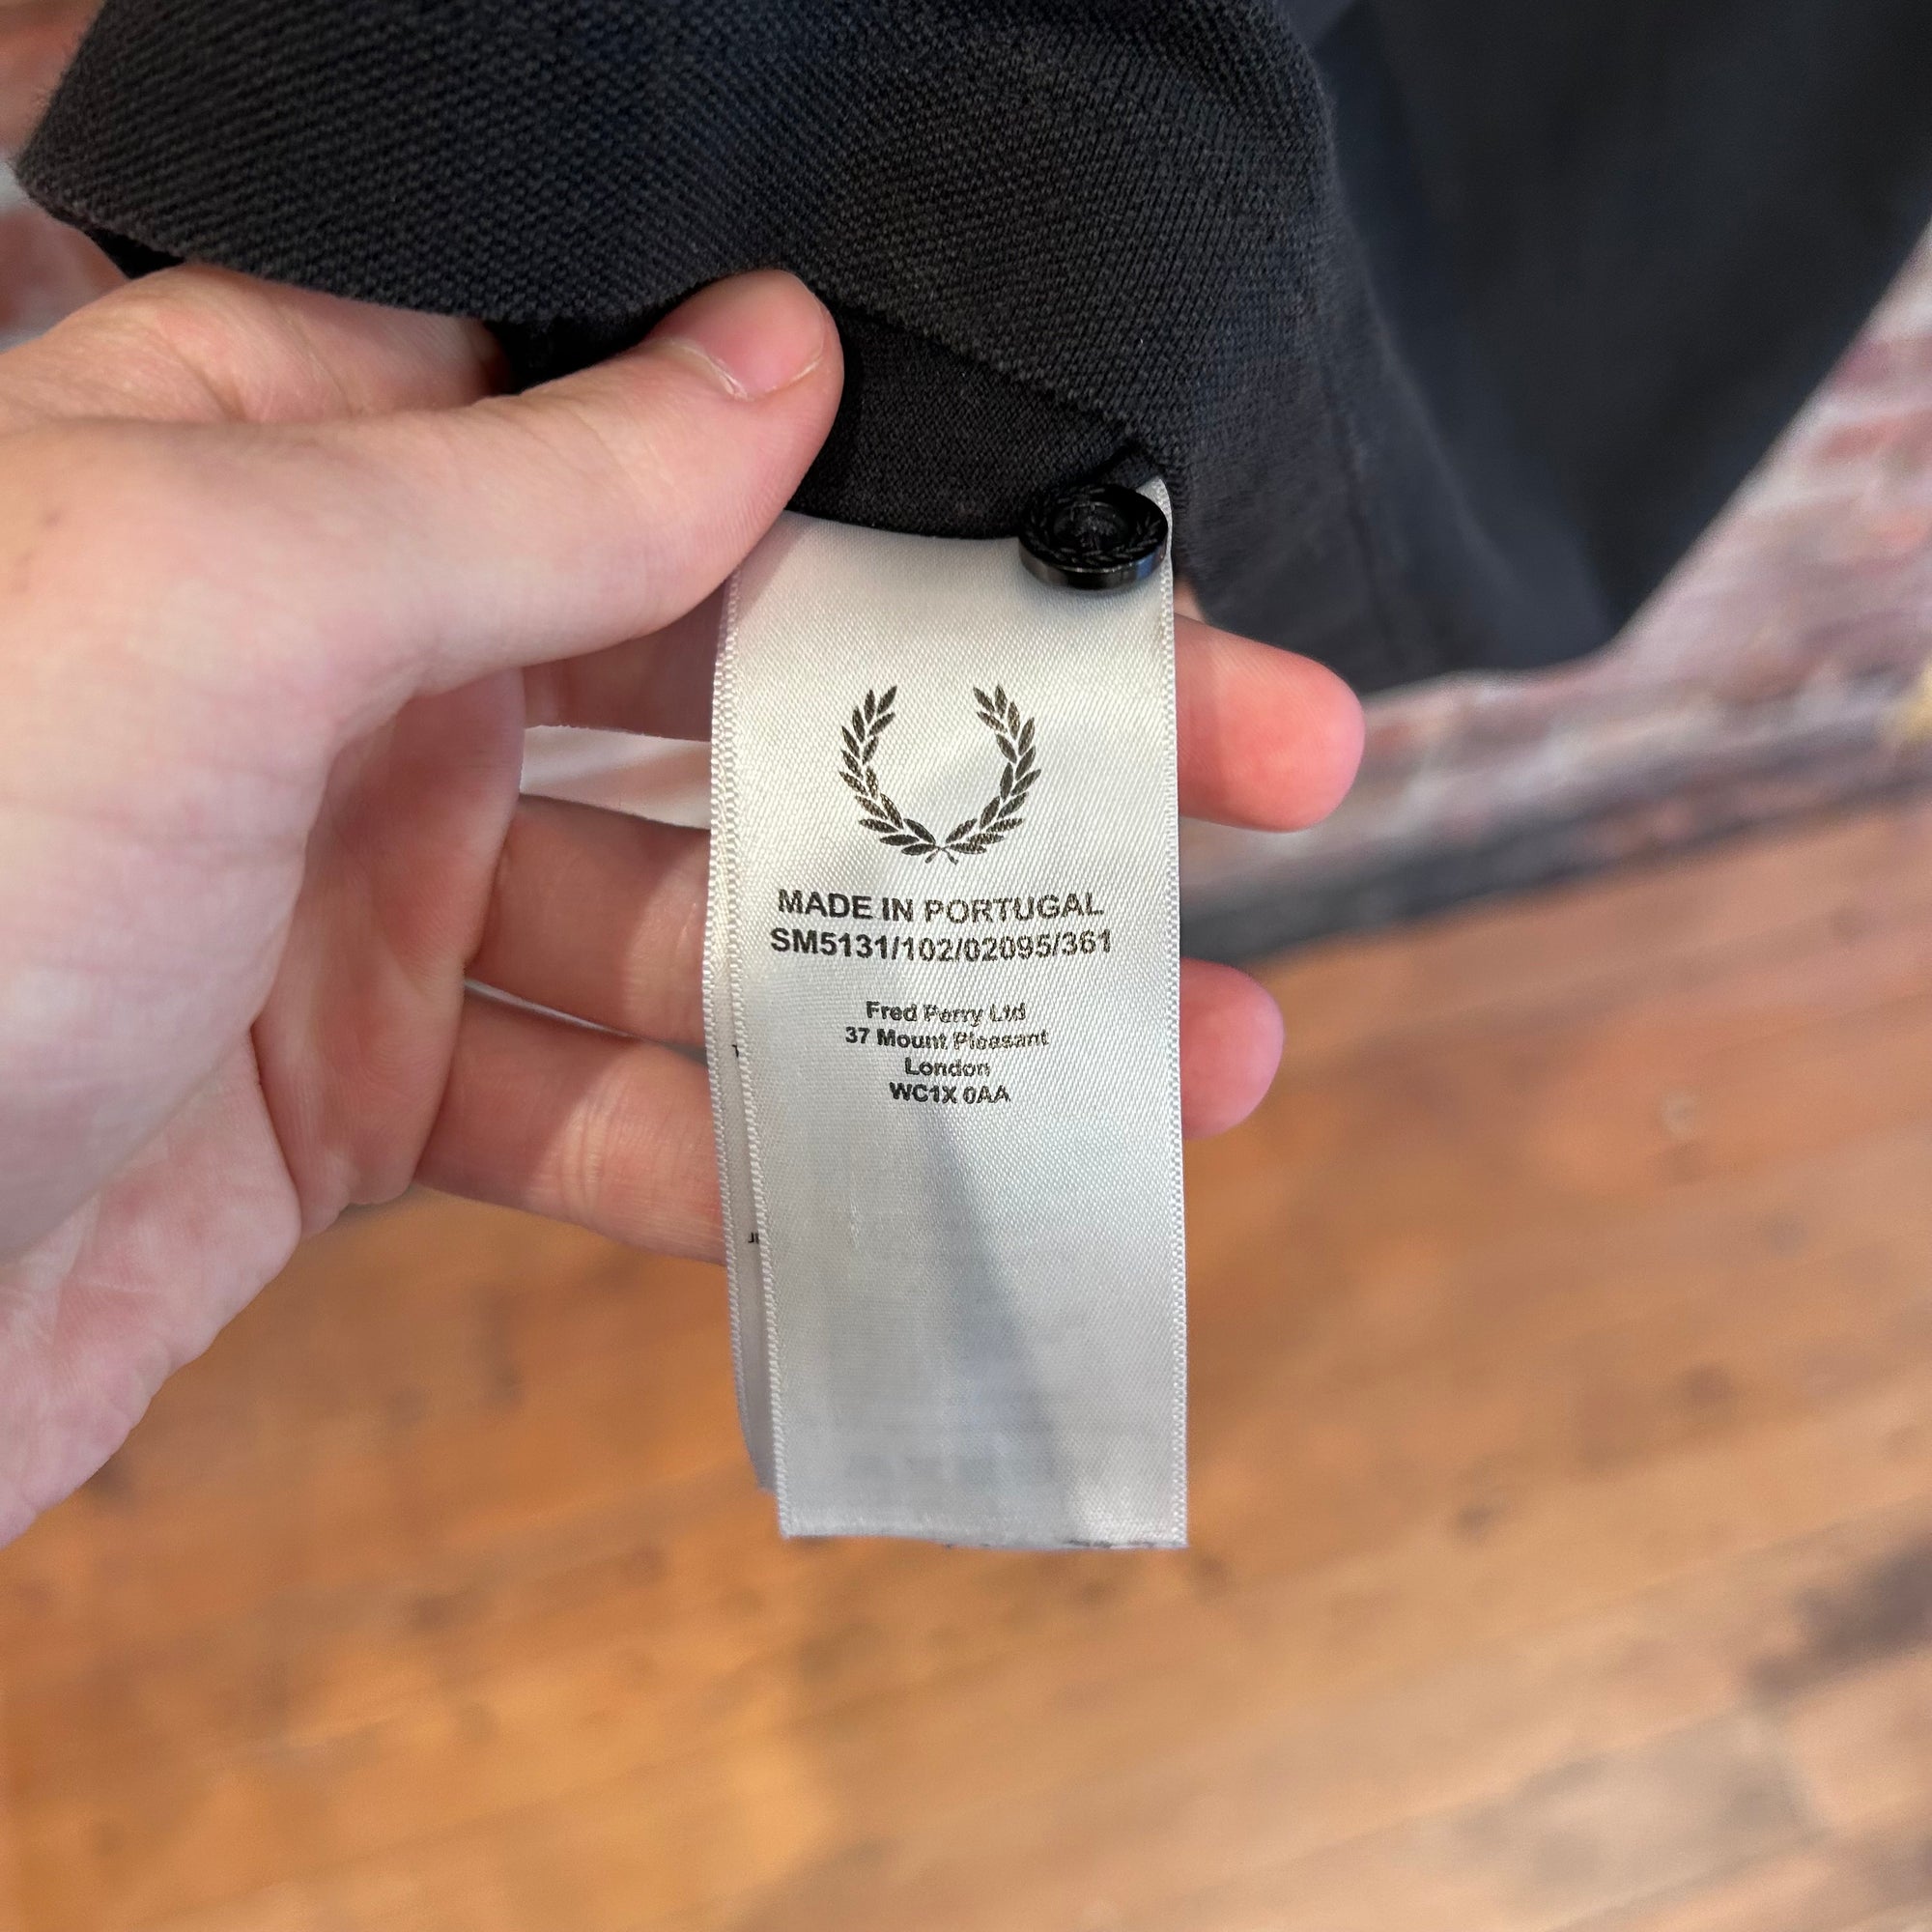 MADE IN PORTUGAL
SM5131/102/02095/361
Fred Perry Ltd
37 Mount Pleasant
London
WC1X 0AA